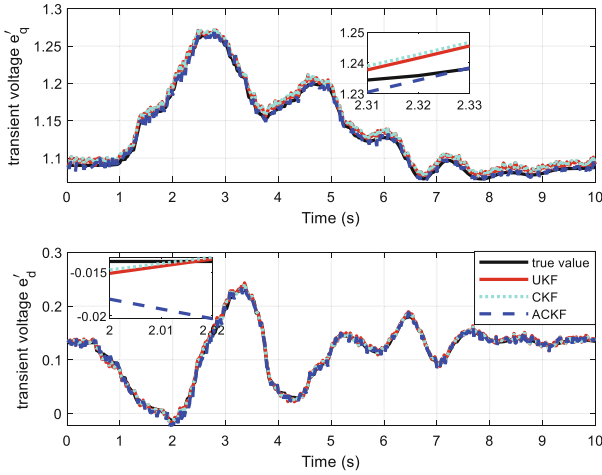 transient voltage e′q
1.3
1.25
1.2
1.15
1.1
1.25
1.24
1.23
2.31 2.32 2.33
0 1 2 3 4 5 6 7 8 9 10
Time (s)
transient voltage e′d
0.3
0.2
0.1
0
-0.015
-0.02
2 2.01 2.02
true value
UKF
CKF
ACKF
0 1 2 3 4 5 6 7 8 9 10
Time (s)